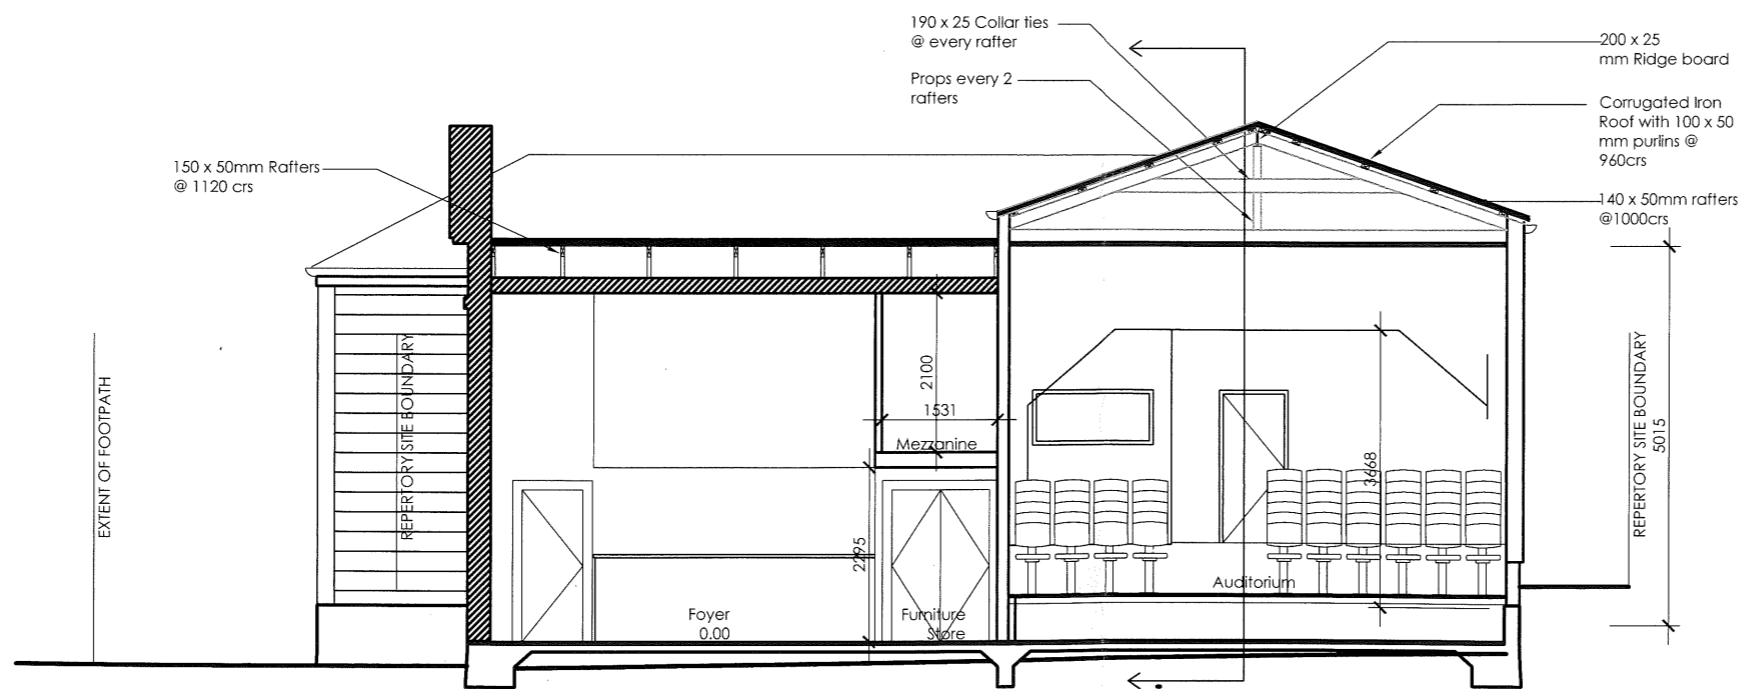 190 x 25 Collar ties
@ every rafter
Props every 2
rafters
200 x 25
mm Ridge board
Corrugated Iron
Roof with 100 x 50
mm purlins @
960crs
140 x 50mm rafters
@1000crs
150 x 50mm Rafters
@ 1120 crs
EXTENT OF FOOTPATH
REPERTORY SITE BOUNDARY
2100
1531
Mezzanine
2295
3668
5015
REPERTORY SITE BOUNDARY
Auditorium
Foyer
0.00
Furniture
Store